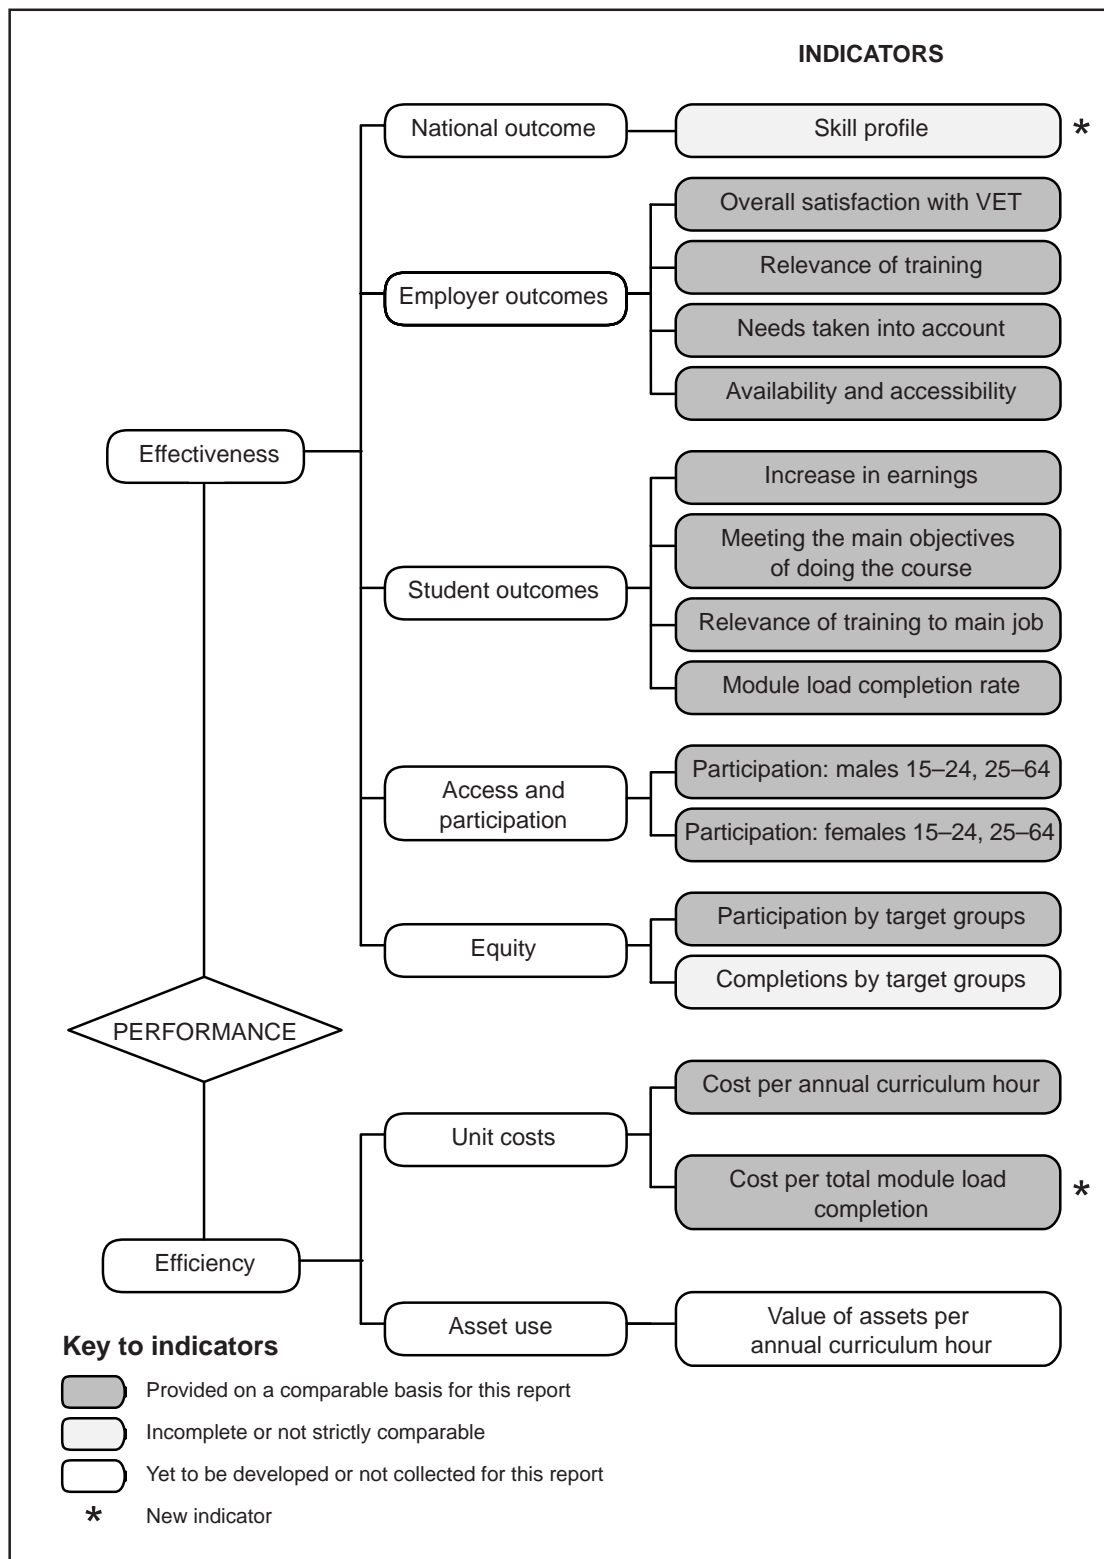 INDICATORS
National outcome
Skill profile
*
Overall satisfaction with VET
Relevance of training
Employer outcomes
Needs taken into account
Availability and accessibility
Effectiveness
Increase in earnings
Meeting the main objectives
of doing the course
Student outcomes
Relevance of training to main job
Module load completion rate
Access and
participation
Participation: males 15–24, 25–64
Participation: females 15–24, 25–64
Equity
Participation by target groups
Completions by target groups
PERFORMANCE
Unit costs
Cost per annual curriculum hour
Cost per total module load
completion
*
Efficiency
Asset use
Value of assets per
annual curriculum hour
Key to indicators
Provided on a comparable basis for this report
Incomplete or not strictly comparable
Yet to be developed or not collected for this report
* New indicator